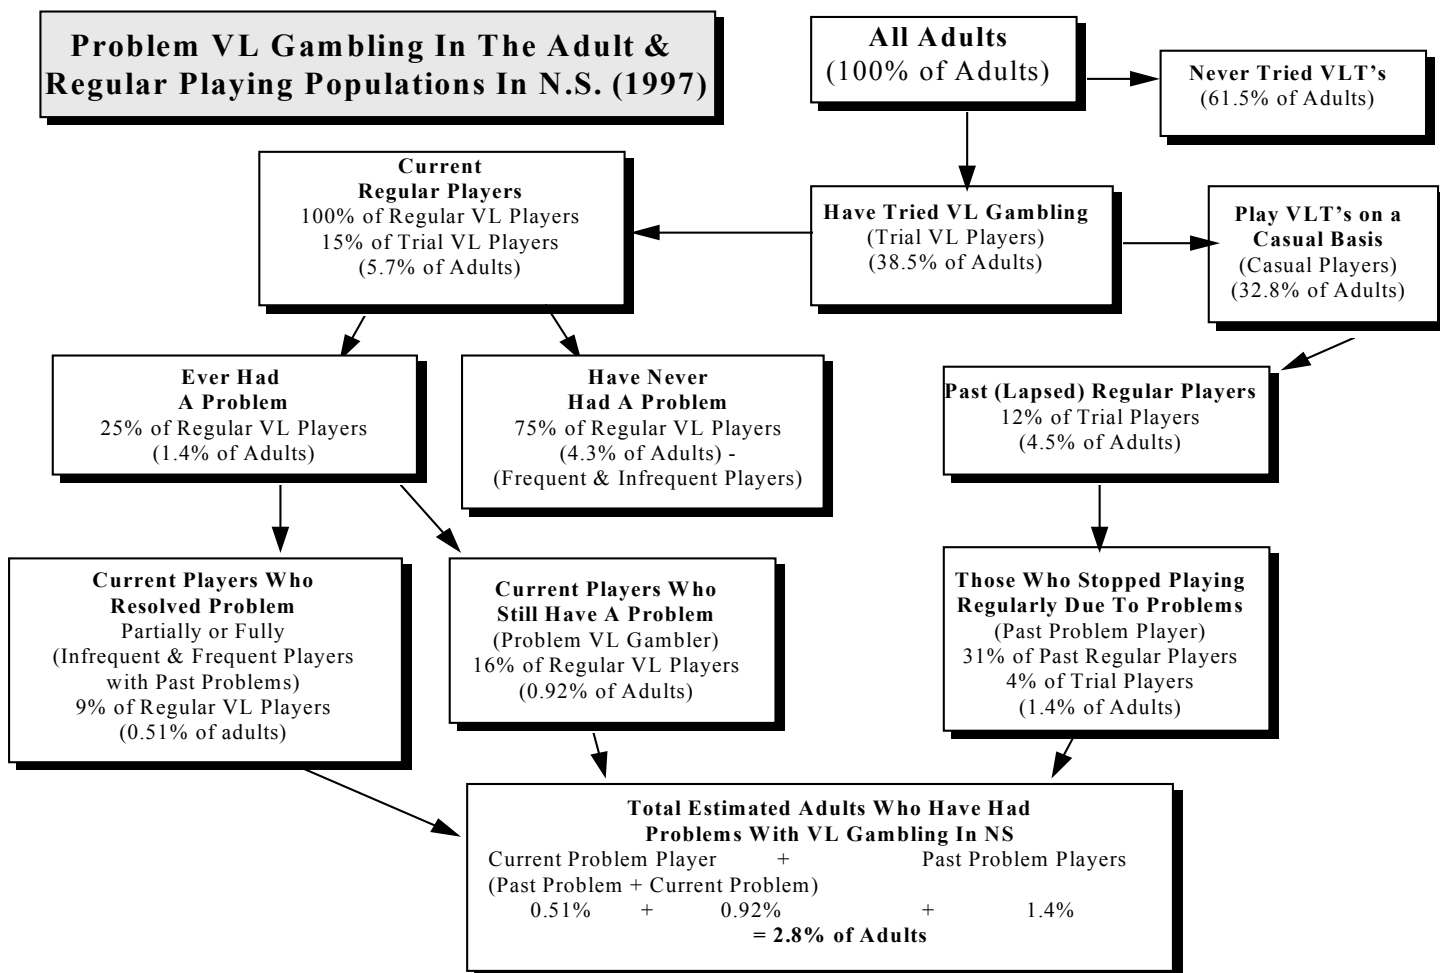 Problem VL Gambling In The Adult &
Regular Playing Populations In N.S. (1997)
All Adults
(100% of Adults)
Never Tried VLT's
(61.5% of Adults)
Current
Regular Players
100% of Regular VL Players
15% of Trial VL Players
(5.7% of Adults)
Have Tried VL Gambling
(Trial VL Players)
(38.5% of Adults)
Play VLT's on a
Casual Basis
(Casual Players)
(32.8% of Adults)
Ever Had
A Problem
25% of Regular VL Players
(1.4% of Adults)
Have Never
Had A Problem
75% of Regular VL Players
(4.3% of Adults) -
(Frequent & Infrequent Players)
Past (Lapsed) Regular Players
12% of Trial Players
(4.5% of Adults)
Current Players Who
Resolved Problem
Partially or Fully
(Infrequent & Frequent Players
with Past Problems)
9% of Regular VL Players
(0.51% of adults)
Current Players Who
Still Have A Problem
(Problem VL Gambler)
16% of Regular VL Players
(0.92% of Adults)
Those Who Stopped Playing
Regularly Due To Problems
(Past Problem Player)
31% of Past Regular Players
4% of Trial Players
(1.4% of Adults)
Total Estimated Adults Who Have Had
Problems With VL Gambling In NS
Current Problem Player + Past Problem Players
(Past Problem + Current Problem)
0.51% + 0.92% + 1.4%
= 2.8% of Adults